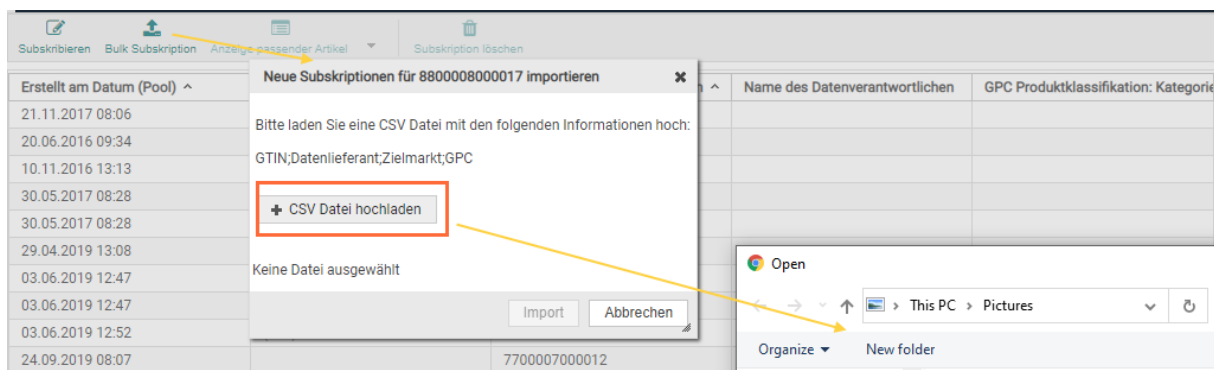 Subskribieren Bulk Subskription Anzeige passender Artikel Subskription löschen
Erstellt am Datum (Pool) Name des Datenverantwortlichen GPC Produktklassifikation: Kategorie
Neue Subskriptionen für 8800008000017 importieren
Bitte laden Sie eine CSV Datei mit den folgenden Informationen hoch:
GTIN;Datenlieferant;Zielmarkt;GPC
+ CSV Datei hochladen
Keine Datei ausgewählt
Import Abbrechen
21.11.2017 08:06
20.06.2016 09:34
10.11.2016 13:13
30.05.2017 08:28
30.05.2017 08:28
29.04.2019 13:08
03.06.2019 12:47
03.06.2019 12:47
03.06.2019 12:52
24.09.2019 08:07 7700007000012
Open
This PC > Pictures
Organize New folder